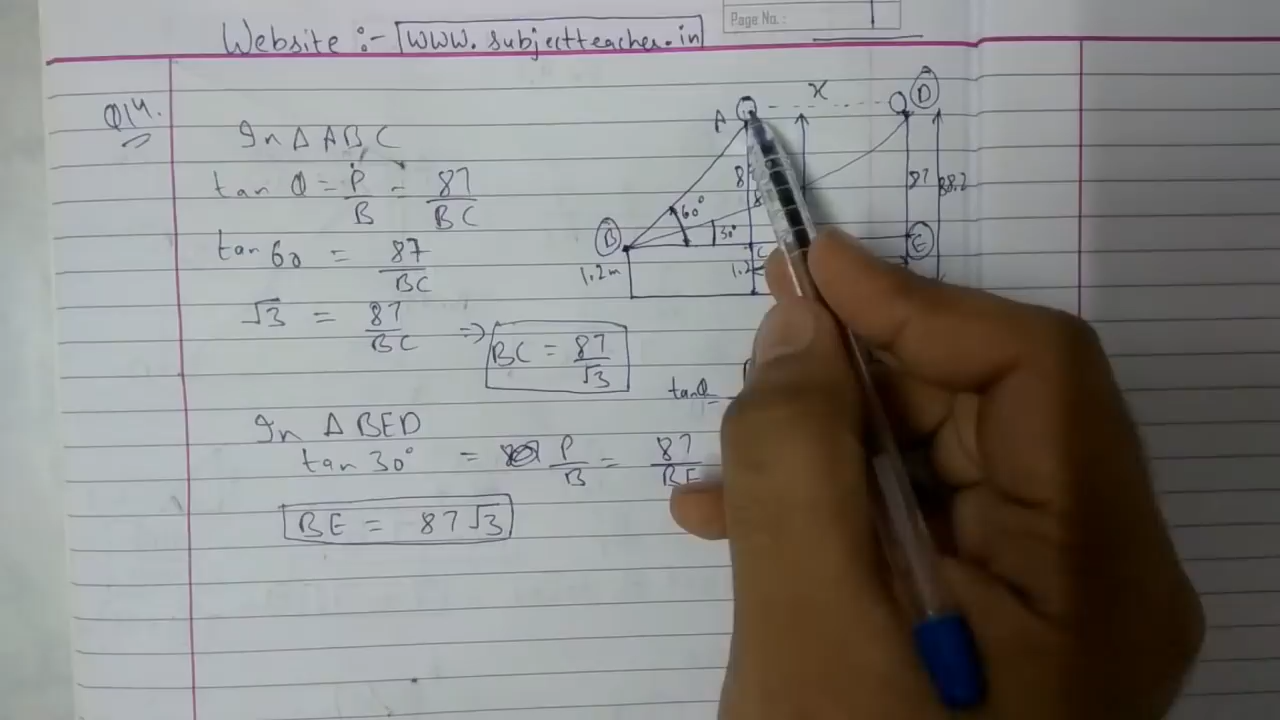 Page No.:
Website :- www.subjectteacher.in
Q14.
In Δ ABC
tan θ = P/B = 87/BC
tan 60 = 87/BC
√3 = 87/BC ⇒ BC = 87/√3
In Δ BED
tan 30° = P/B = 87/BE
BE = 87√3
tanθ
A
x
D
87
88.2
60°
30°
B
E
C
1.2m